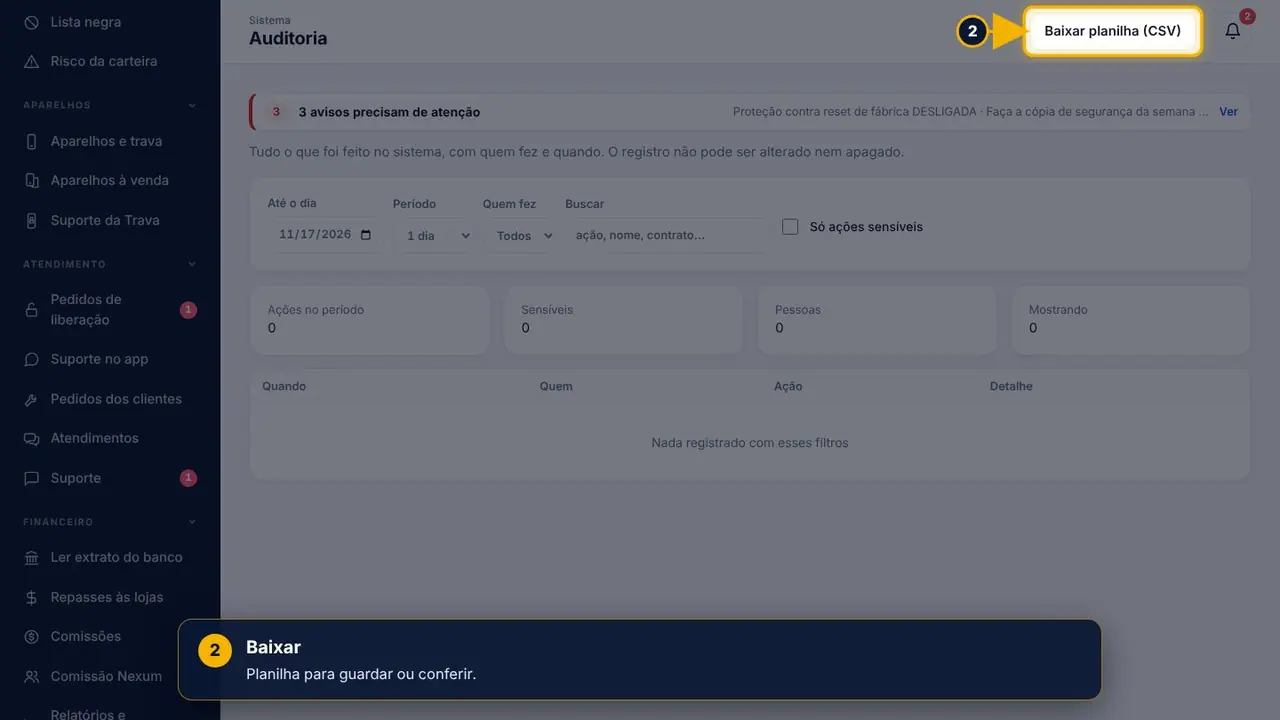 Lista negra
Risco da carteira
APARELHOS
Aparelhos e trava
Aparelhos à venda
Suporte da Trava
ATENDIMENTO
Pedidos de
liberação
1
Suporte no app
Pedidos dos clientes
Atendimentos
Suporte
1
FINANCEIRO
Ler extrato do banco
Repasses às lojas
Comissões
Comissão Nexum
Relatórios e
Sistema
Auditoria
2
Baixar planilha (CSV)
2
3
3 avisos precisam de atenção
Proteção contra reset de fábrica DESLIGADA · Faça a cópia de segurança da semana ...
Ver
Tudo o que foi feito no sistema, com quem fez e quando. O registro não pode ser alterado nem apagado.
Até o dia
Período
Quem fez
Buscar
11/17/2026
1 dia
Todos
ação, nome, contrato...
Só ações sensíveis
Ações no período
0
Sensíveis
0
Pessoas
0
Mostrando
0
Quando
Quem
Ação
Detalhe
Nada registrado com esses filtros
2
Baixar
Planilha para guardar ou conferir.